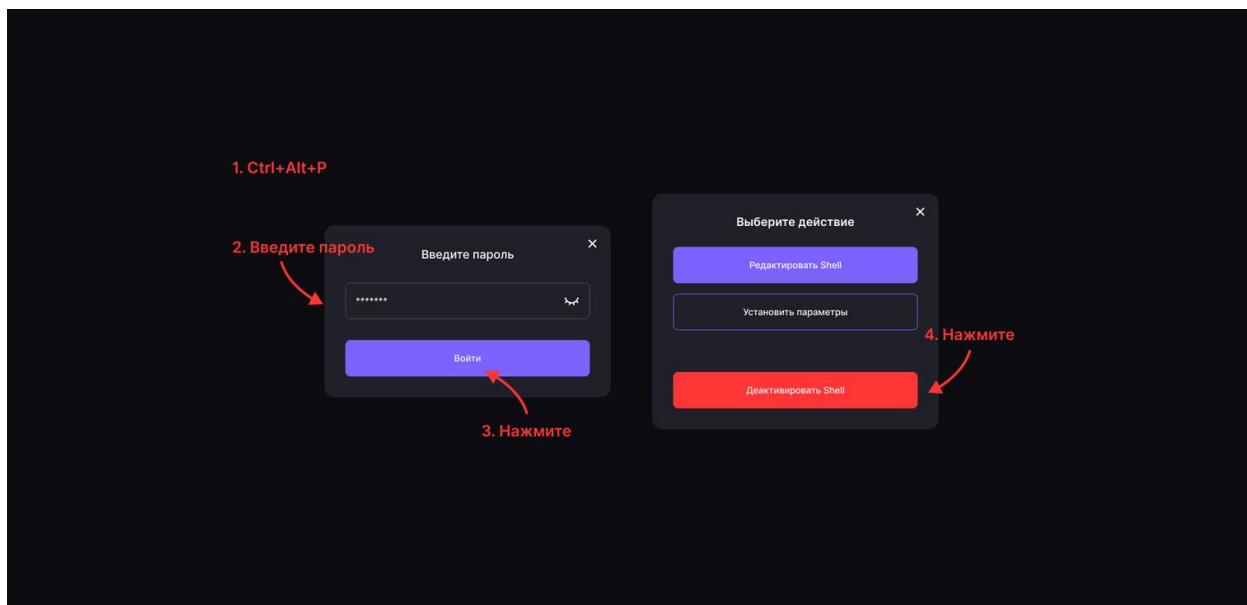 1. Ctrl+Alt+P
2. Введите пароль
Введите пароль
*******
Войти
3. Нажмите
Выберите действие
Редактировать Shell
Установить параметры
4. Нажмите
Деактивировать Shell